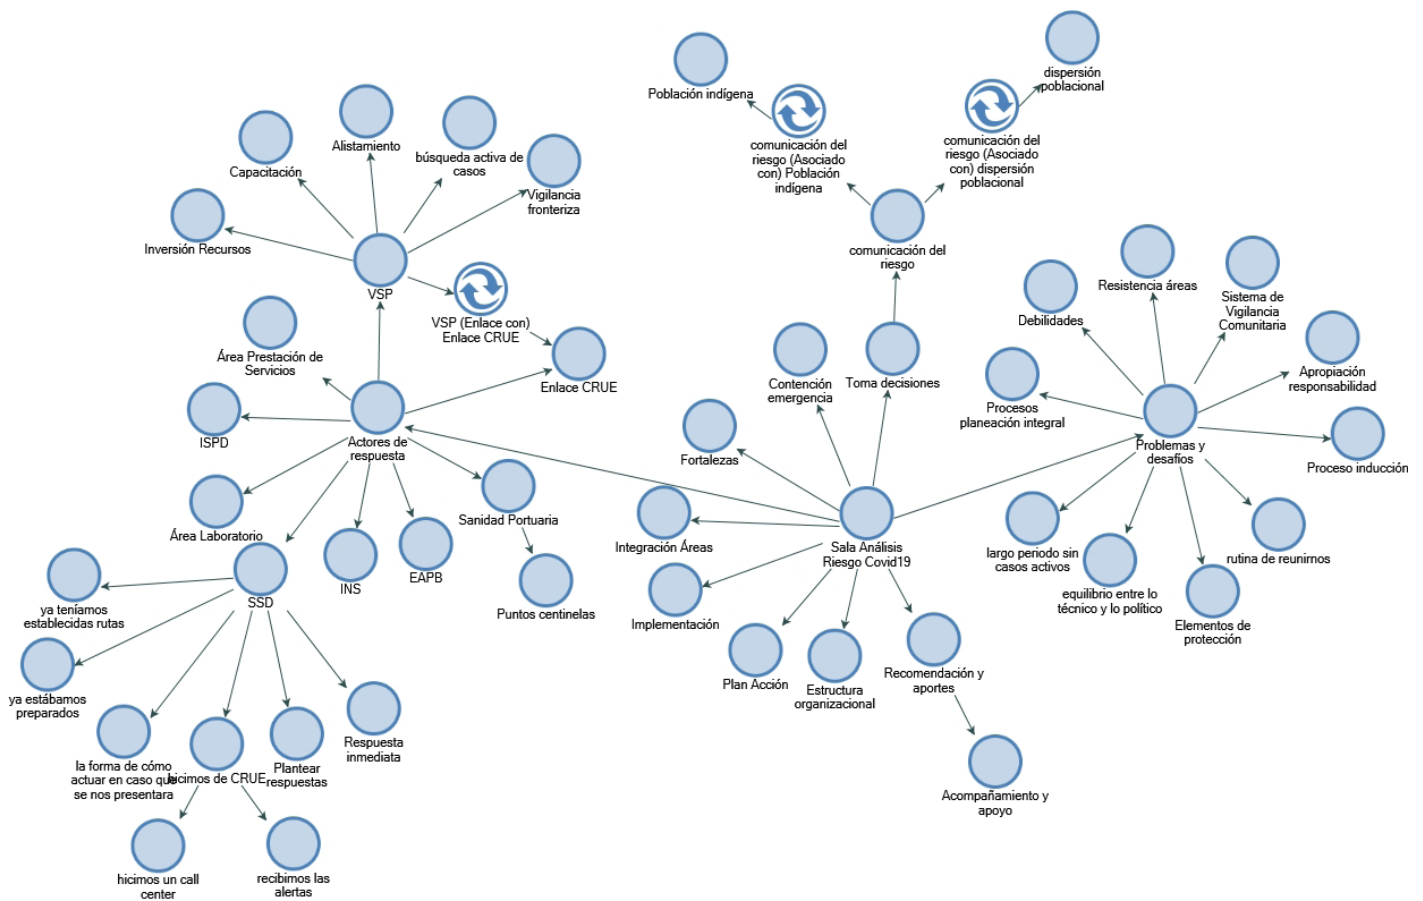 dispersión
poblacional
Población indígena
comunicación del
riesgo (Asociado
con) Población
indígena
comunicación del
riesgo (Asociado
con) dispersión
poblacional
Alistamiento
búsqueda activa de
casos
Capacitación
Vigilancia
fronteriza
Inversión Recursos
VSP
comunicación del
riesgo
VSP (Enlace con)
Enlace CRUE
Área Prestación de
Servicios
Enlace CRUE
Resistencia áreas
Sistema de
Vigilancia
Comunitaria
Debilidades
Contención
emergencia
Toma decisiones
Apropiación
responsabilidad
Procesos
planeación integral
ISPD
Actores de
respuesta
Fortalezas
Problemas y
desafíos
Proceso inducción
Área Laboratorio
Sanidad Portuaria
Integración Áreas
Sala Análisis
Riesgo Covid19
largo periodo sin
casos activos
rutina de reunirnos
INS
EAPB
SSD
Puntos centinelas
ya teníamos
establecidas rutas
Implementación
equilibrio entre lo
técnico y lo político
Elementos de
protección
ya estábamos
preparados
Plan Acción
Estructura
organizacional
Recomendación y
aportes
la forma de cómo
actuar en caso que
se nos presentara
hicimos de CRUE
Plantear
respuestas
Respuesta
inmediata
Acompañamiento y
apoyo
hicimos un call
center
recibimos las
alertas